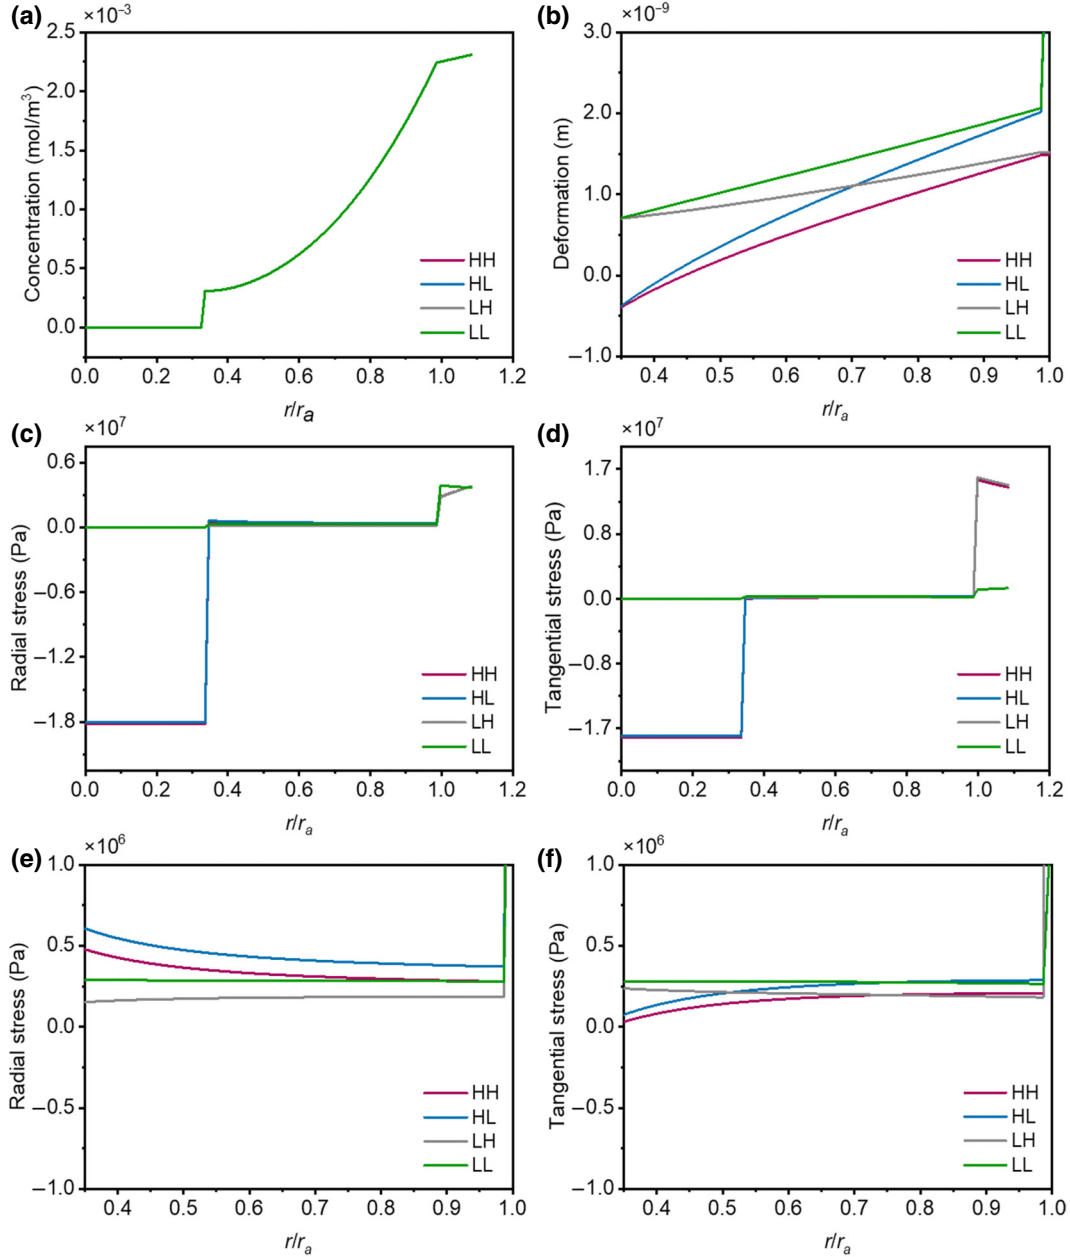 (a)
×10⁻³
2.5
2.0
1.5
1.0
0.5
0.0
Concentration (mol/m³)
HH
HL
LH
LL
0.0 0.2 0.4 0.6 0.8 1.0 1.2
r/ra
(b)
×10⁻⁹
3.0
2.0
1.0
0.0
–1.0
Deformation (m)
HH
HL
LH
LL
0.4 0.5 0.6 0.7 0.8 0.9 1.0
r/ra
(c)
×10⁷
0.6
0.0
–0.6
–1.2
–1.8
Radial stress (Pa)
HH
HL
LH
LL
0.0 0.2 0.4 0.6 0.8 1.0 1.2
r/ra
(d)
×10⁷
1.7
0.8
0.0
–0.8
–1.7
Tangential stress (Pa)
HH
HL
LH
LL
0.0 0.2 0.4 0.6 0.8 1.0 1.2
r/ra
(e)
×10⁶
1.0
0.5
0.0
–0.5
–1.0
Radial stress (Pa)
HH
HL
LH
LL
0.4 0.5 0.6 0.7 0.8 0.9 1.0
r/ra
(f)
×10⁶
1.0
0.5
0.0
–0.5
–1.0
Tangential stress (Pa)
HH
HL
LH
LL
0.4 0.5 0.6 0.7 0.8 0.9 1.0
r/ra